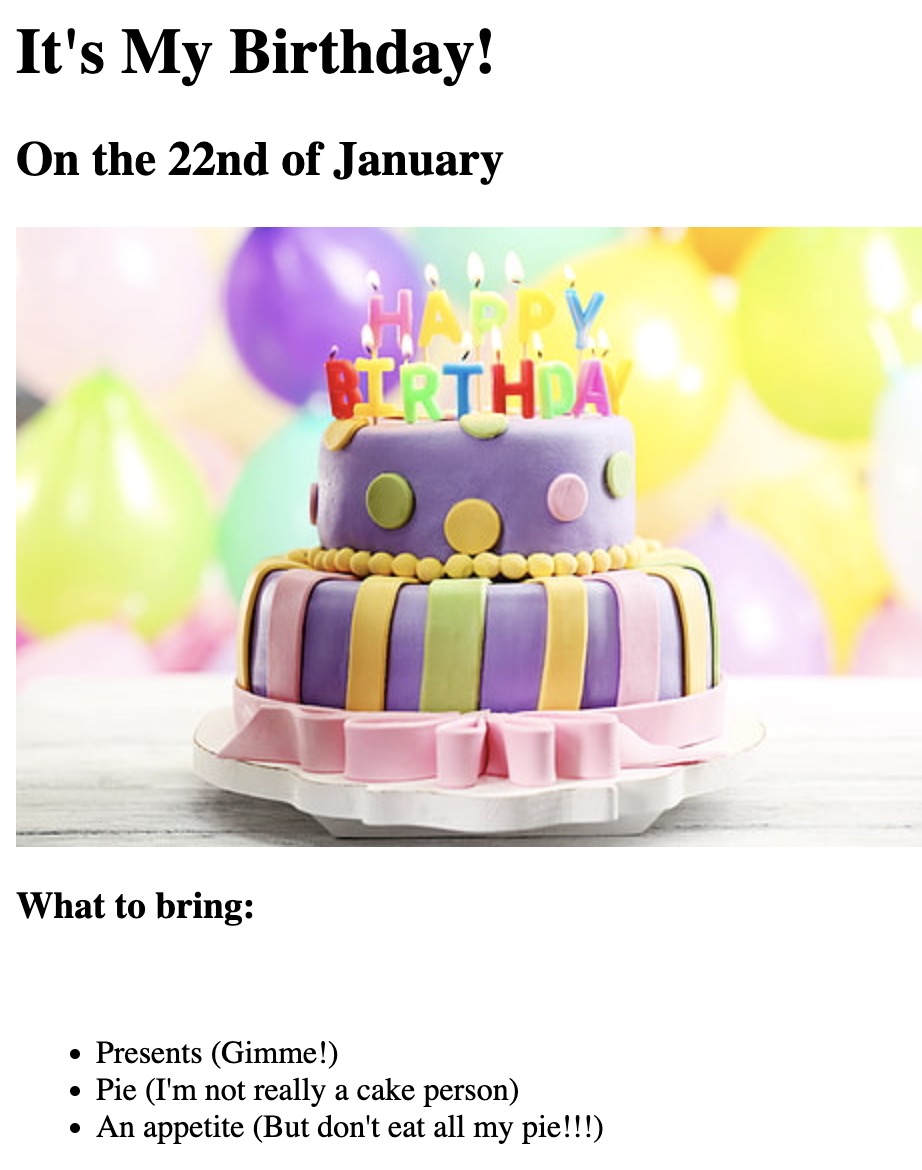 It's My Birthday!
On the 22nd of January
HAPPY
BIRTHDAY
What to bring:
• Presents (Gimme!)
• Pie (I'm not really a cake person)
• An appetite (But don't eat all my pie!!!)